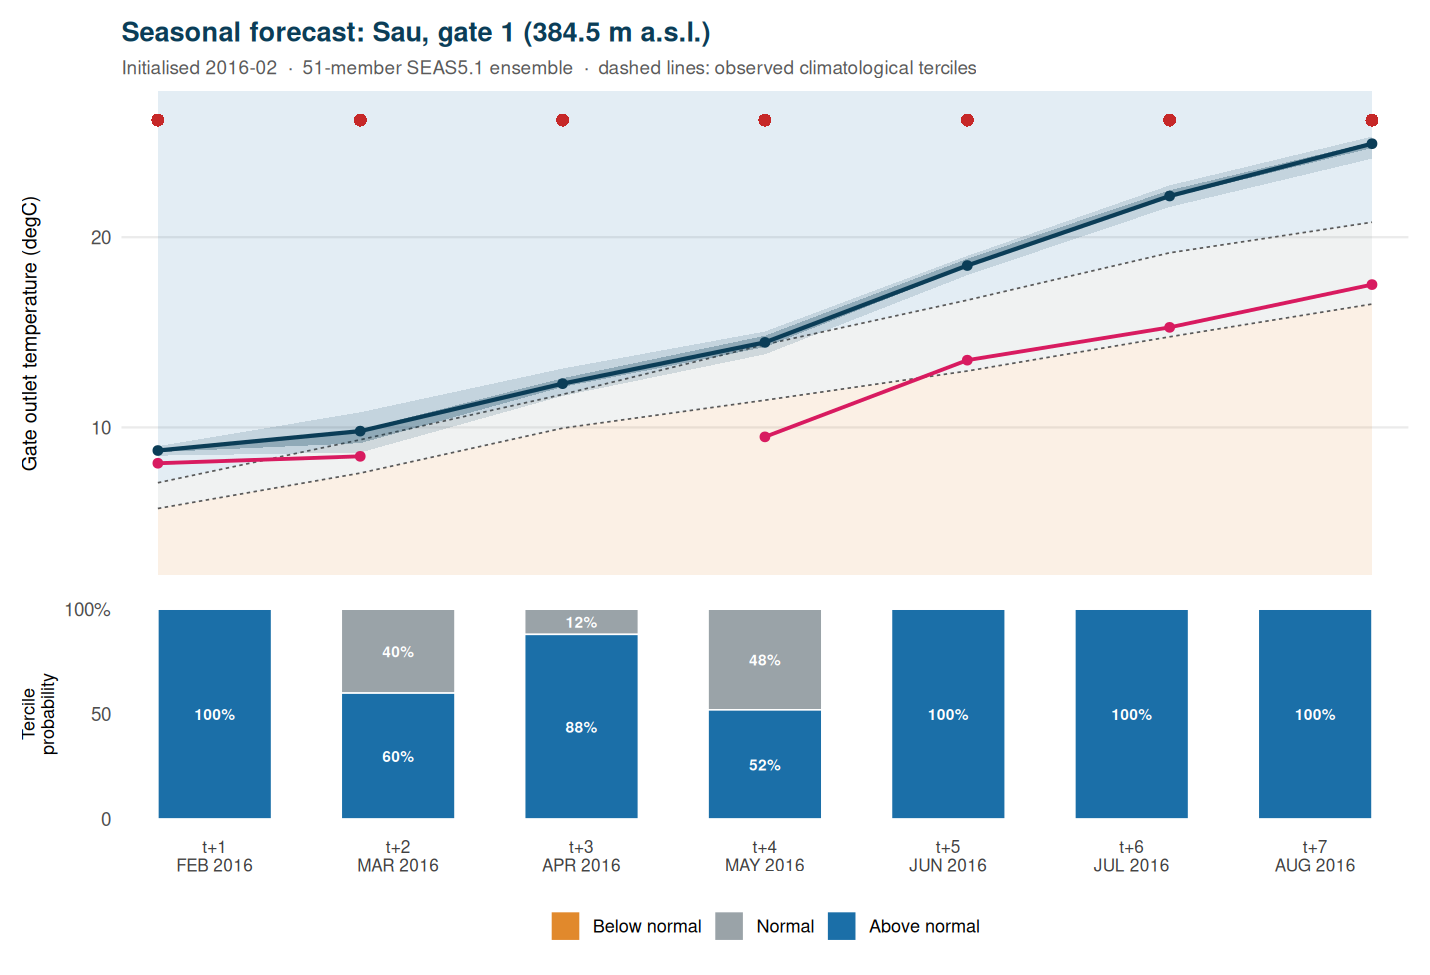 Seasonal forecast: Sau, gate 1 (384.5 m a.s.l.)
Initialised 2016-02 · 51-member SEAS5.1 ensemble · dashed lines: observed climatological terciles
Gate outlet temperature (degC)
20
10
Tercile
probability
100%
50
0
100%
40%
60%
12%
88%
48%
52%
100%
100%
100%
t+1
FEB 2016
t+2
MAR 2016
t+3
APR 2016
t+4
MAY 2016
t+5
JUN 2016
t+6
JUL 2016
t+7
AUG 2016
Below normal
Normal
Above normal